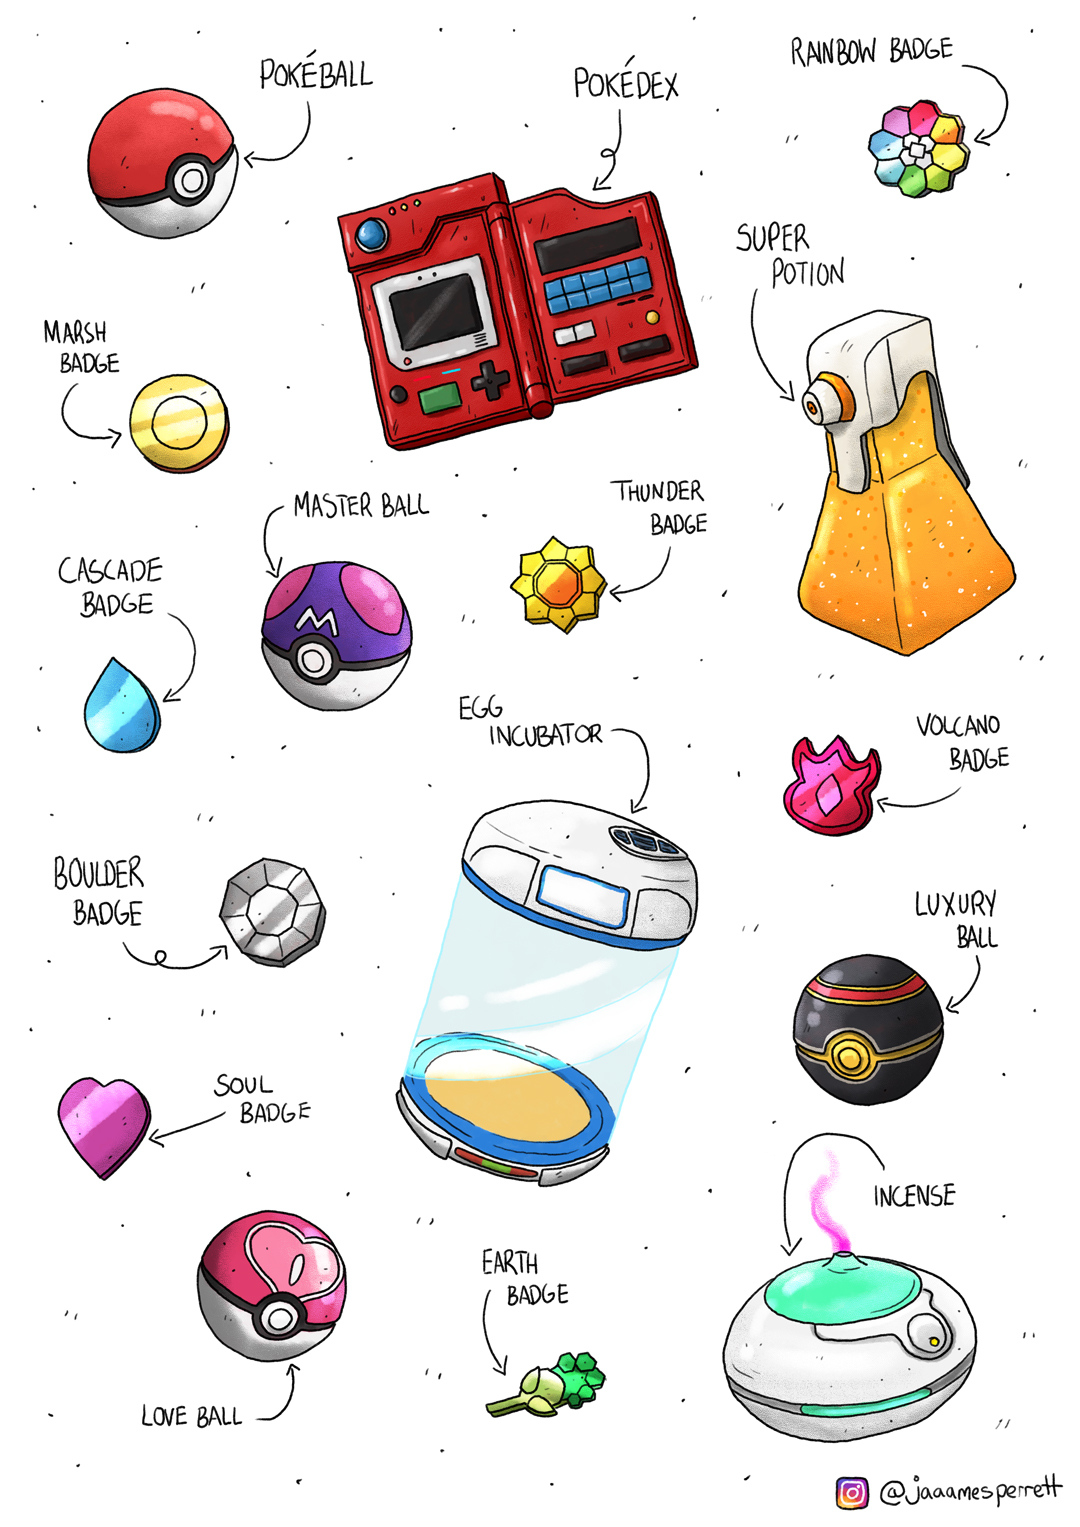 POKÉBALL
POKÉDEX
RAINBOW BADGE
SUPER
POTION
MARSH
BADGE
MASTER BALL
THUNDER
BADGE
CASCADE
BADGE
M
EGG
INCUBATOR
VOLCANO
BADGE
BOULDER
BADGE
LUXURY
BALL
SOUL
BADGE
INCENSE
EARTH
BADGE
LOVE BALL
@jaaamesperrett